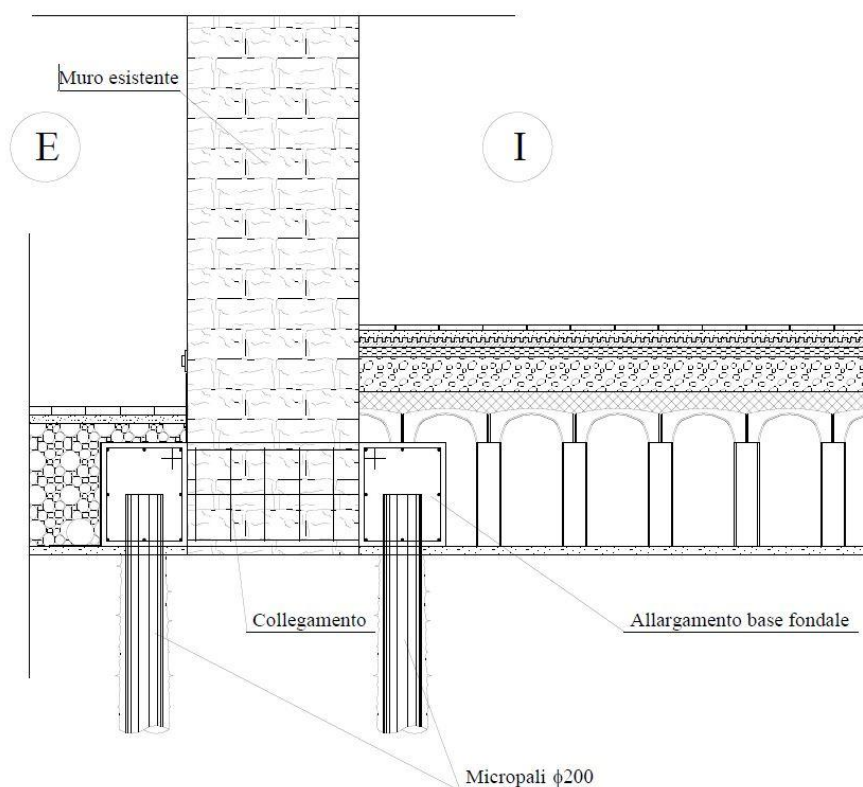 Muro esistente
E
I
Collegamento
Allargamento base fondale
Micropali ϕ200